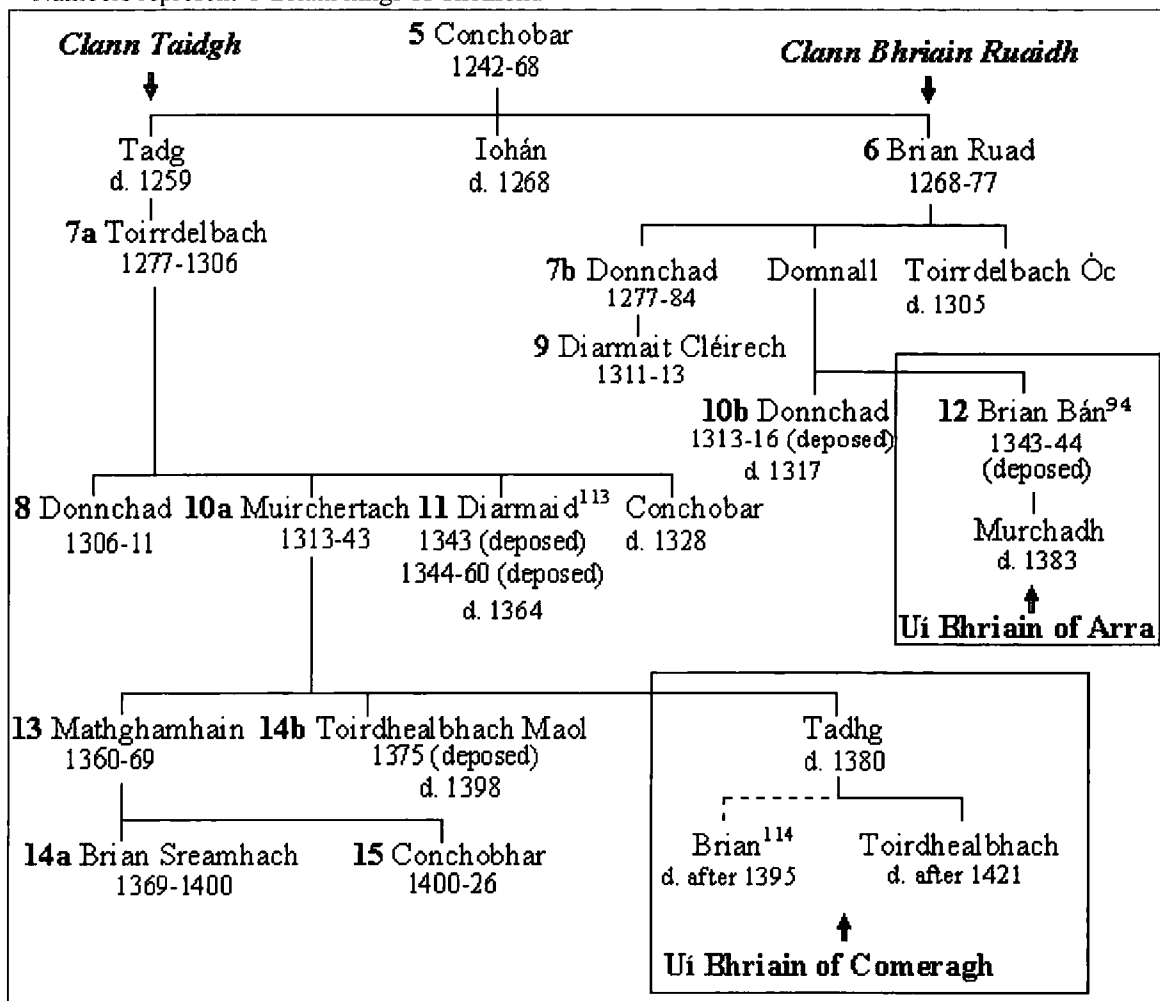 Clann Taidgh
5 Conchobar
1242-68
Clann Bhriain Ruaidh
Tadg
d. 1259
Iohán
d. 1268
6 Brian Ruad
1268-77
7a Toirrdelbach
1277-1306
7b Donnchad
1277-84
Domnall
Toirrdelbach Óc
d. 1305
9 Diarmait Cléirech
1311-13
10b Donnchad
1313-16 (deposed)
d. 1317
12 Brian Bán94
1343-44
(deposed)
Murchadh
d. 1383
Uí Bhriain of Arra
8 Donnchad
1306-11
10a Muirchertach
1313-43
11 Diarmaid113
1343 (deposed)
1344-60 (deposed)
d. 1364
Conchobar
d. 1328
13 Mathghamhain
1360-69
14b Toirdhealbhach Maol
1375 (deposed)
d. 1398
Tadhg
d. 1380
14a Brian Sreamhach
1369-1400
15 Conchobhar
1400-26
Brian114
d. after 1395
Toirdhealbhach
d. after 1421
Uí Bhriain of Comeragh